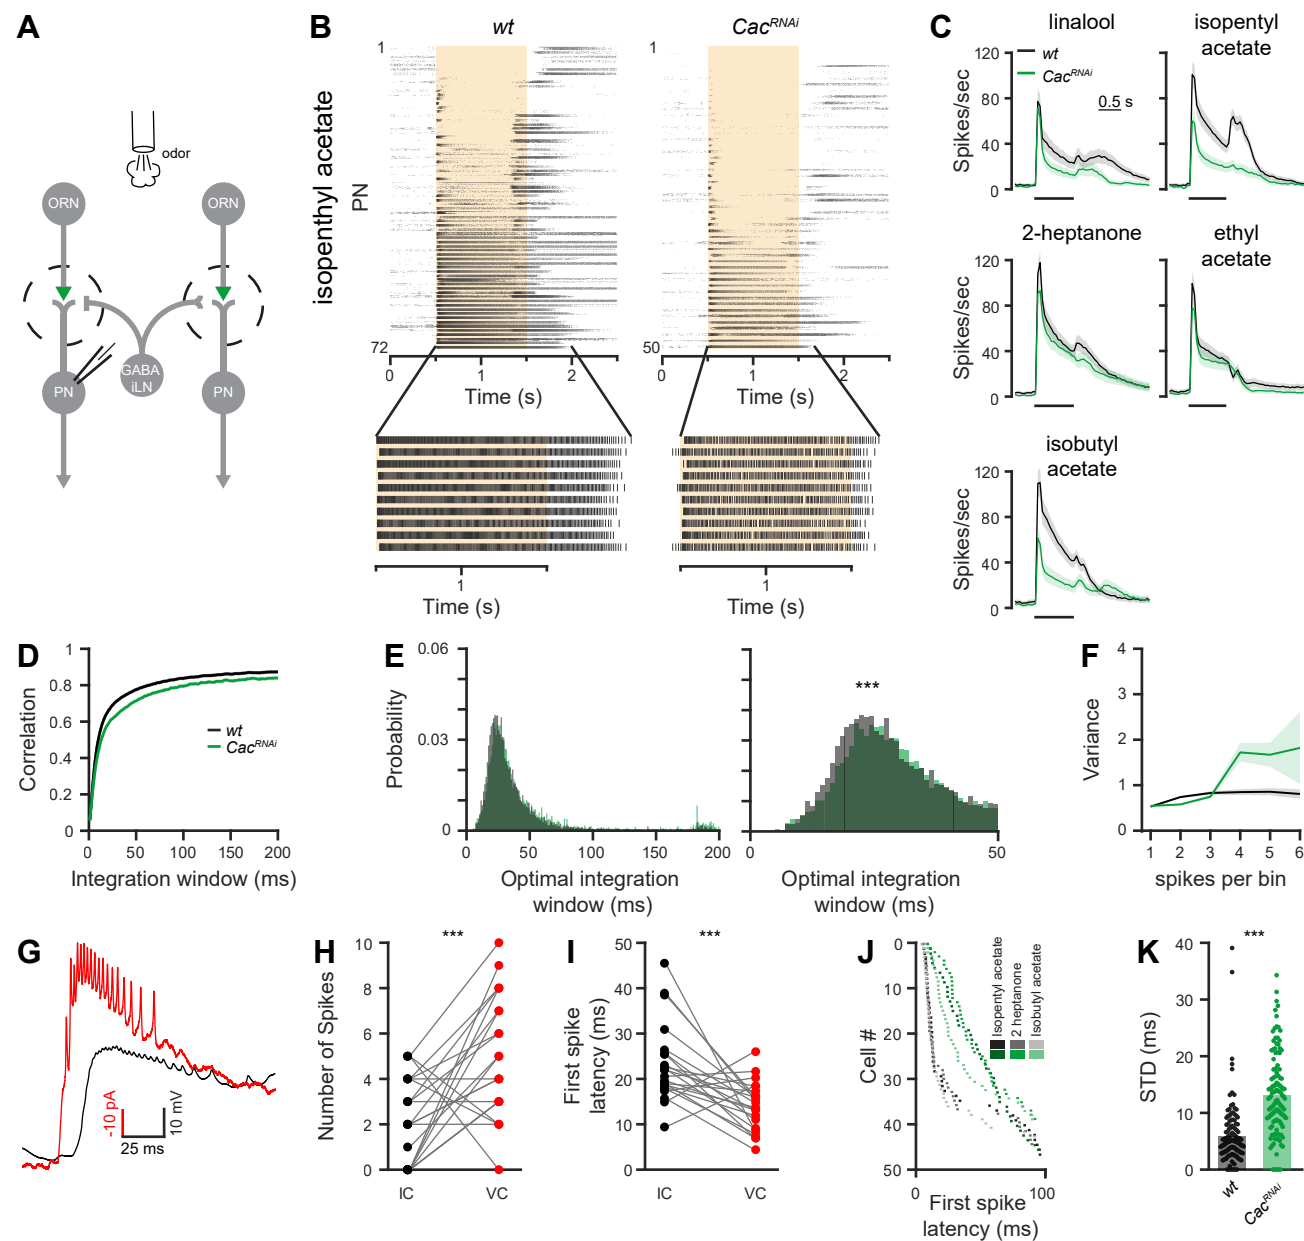 A
odor
ORN
ORN
GABA
iLN
PN
PN
B
wt
Cac^RNAi
isopenthyl acetate
PN
1
72
1
50
0
1
2
Time (s)
0
1
2
Time (s)
1
Time (s)
1
Time (s)
C
linalool
isopentyl
acetate
wt
Cac^RNAi
0.5 s
Spikes/sec
120
80
40
0
2-heptanone
ethyl
acetate
Spikes/sec
120
80
40
0
isobutyl
acetate
Spikes/sec
120
80
40
0
D
Correlation
1
0.8
0.6
0.4
0.2
0
wt
Cac^RNAi
0
50
100
150
200
Integration window (ms)
E
Probability
0.06
0.03
0
0
50
100
150
200
Optimal integration
window (ms)
***
0
50
Optimal integration
window (ms)
F
Variance
4
3
2
1
0
1
2
3
4
5
6
spikes per bin
G
-10 pA
10 mV
25 ms
H
***
Number of Spikes
10
8
6
4
2
0
IC
VC
I
***
First spike
latency (ms)
50
40
30
20
10
0
IC
VC
J
Cell #
0
10
20
30
40
50
Isopentyl acetate
2 heptanone
Isobutyl acetate
0
100
First spike
latency (ms)
K
***
STD (ms)
40
30
20
10
0
wt
Cac^RNAi